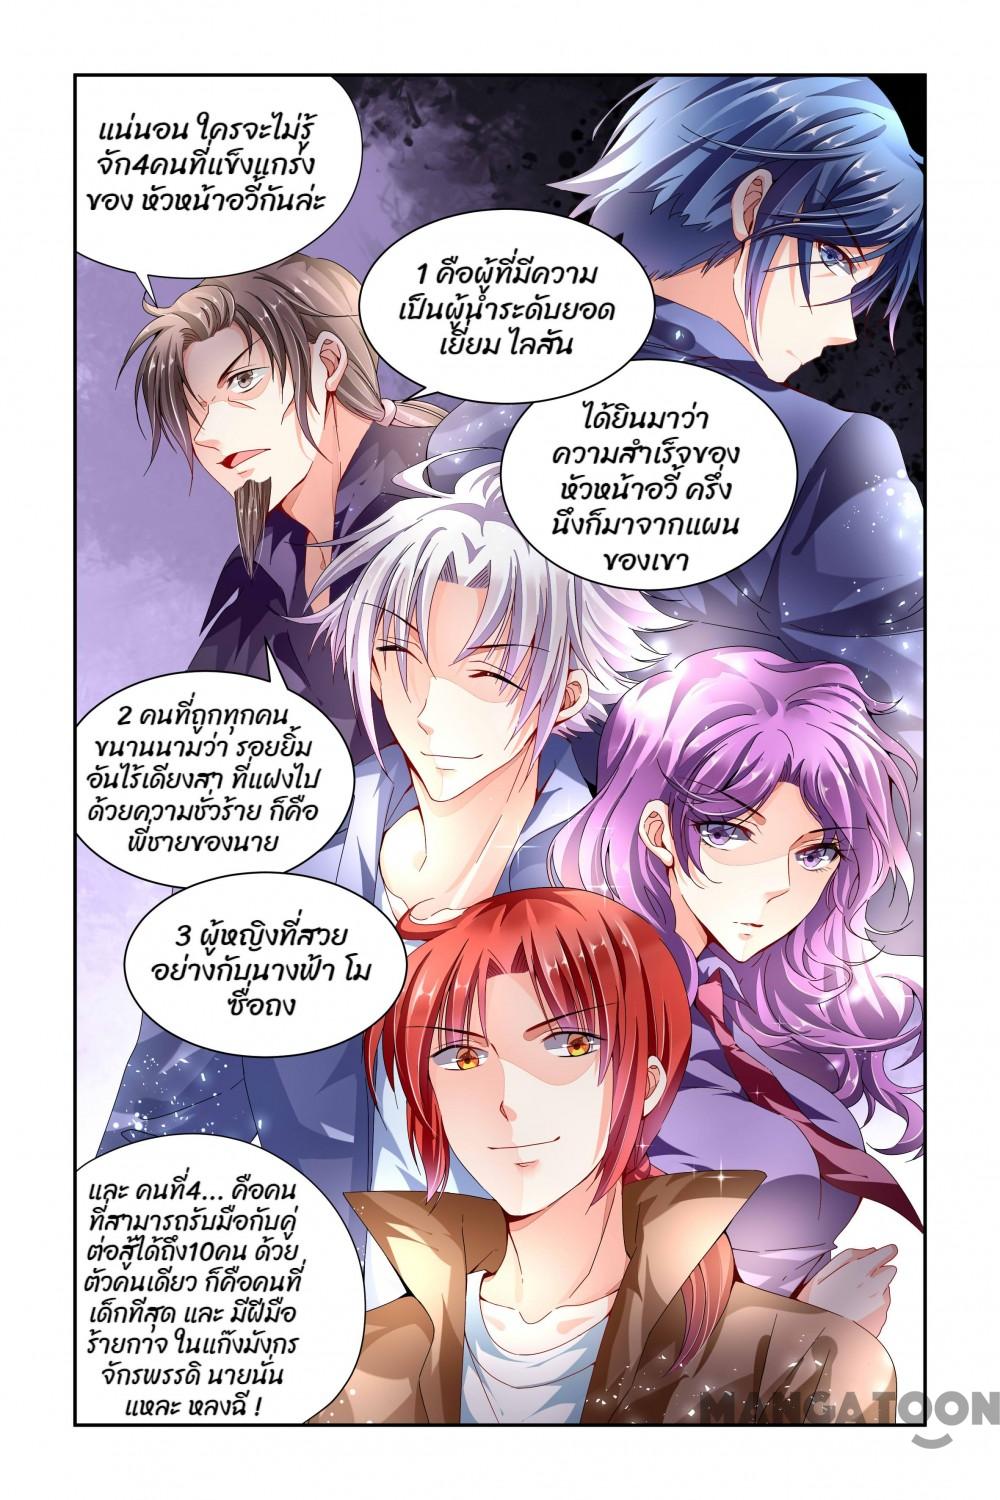 แน่นอน ใครจะไม่รู้
จัก4คนที่แข็งแกร่ง
ของ หัวหน้าอวี้กันล่ะ
1 คือผู้ที่มีความ
เป็นผู้นำระดับยอด
เยี่ยม ไลสัน
ได้ยินมาว่า
ความสำเร็จของ
หัวหน้าอวี้ ครึ่ง
นึงก็มาจากแผน
ของเขา
2 คนที่ถูกทุกคน
ขนานนามว่า รอยยิ้ม
อันไร้เดียงสา ที่แฝงไป
ด้วยความชั่วร้าย ก็คือ
พี่ชายของนาย
3 ผู้หญิงที่สวย
อย่างกับนางฟ้า โม
ซื่อถง
และ คนที่4... คือคน
ที่สามารถรับมือกับคู่
ต่อสู้ได้ถึง10คน ด้วย
ตัวคนเดียว ก็คือคนที่
เด็กที่สุด และ มีฝีมือ
ร้ายกาจ ในแก๊งมังกร
จักรพรรดิ นายนั่น
แหละ หลงฉี !
MANGATOON